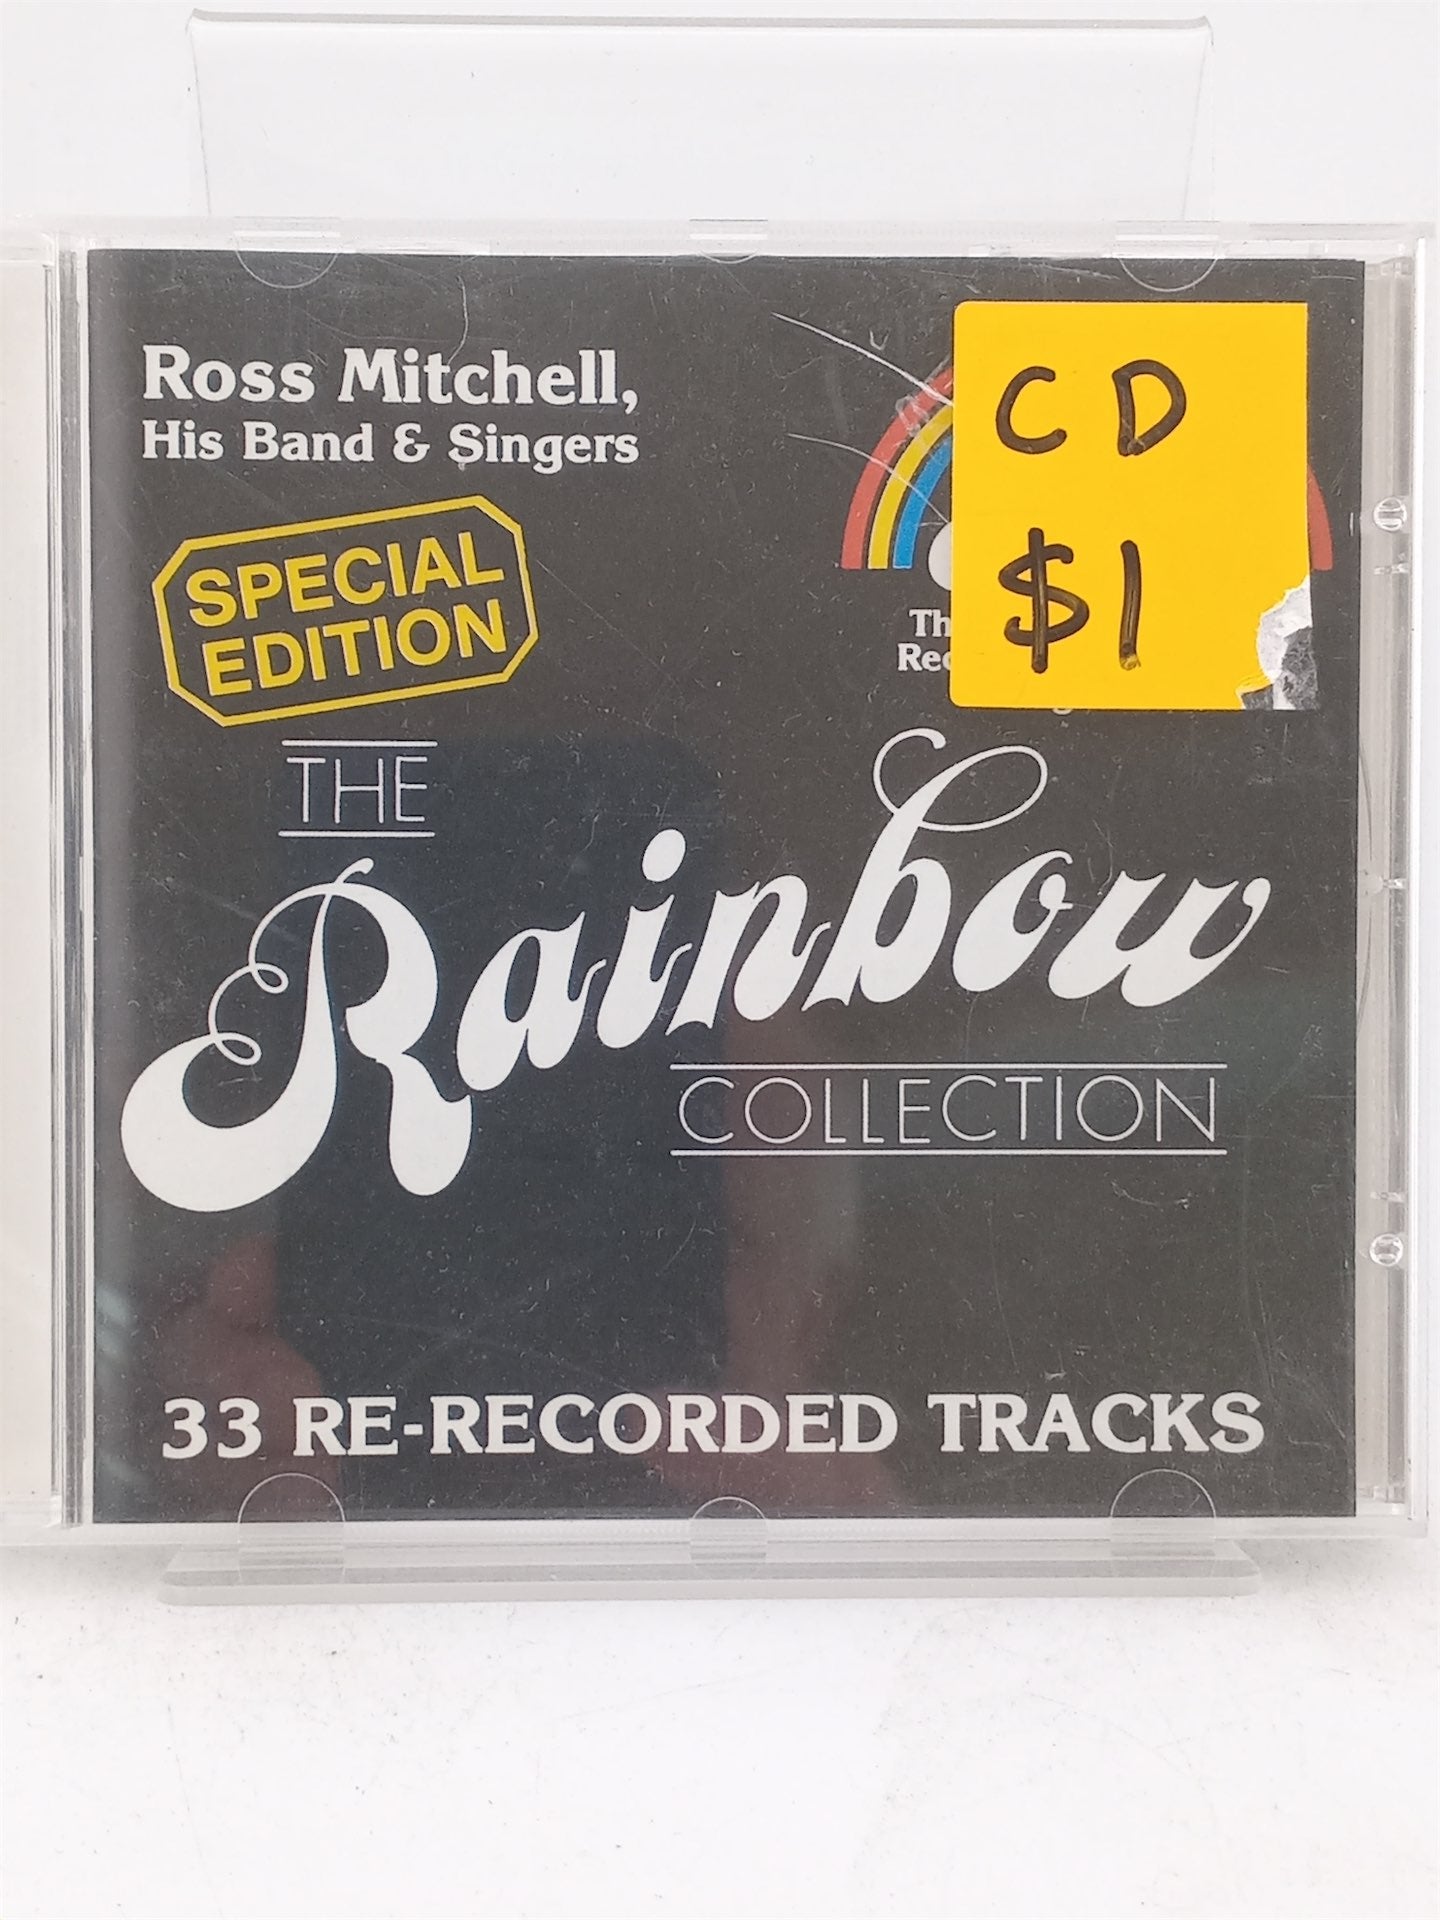 Ross Mitchell,
His Band & Singers
SPECIAL
EDITION
CD
$1
THE
Rainbow
COLLECTION
33 RE-RECORDED TRACKS